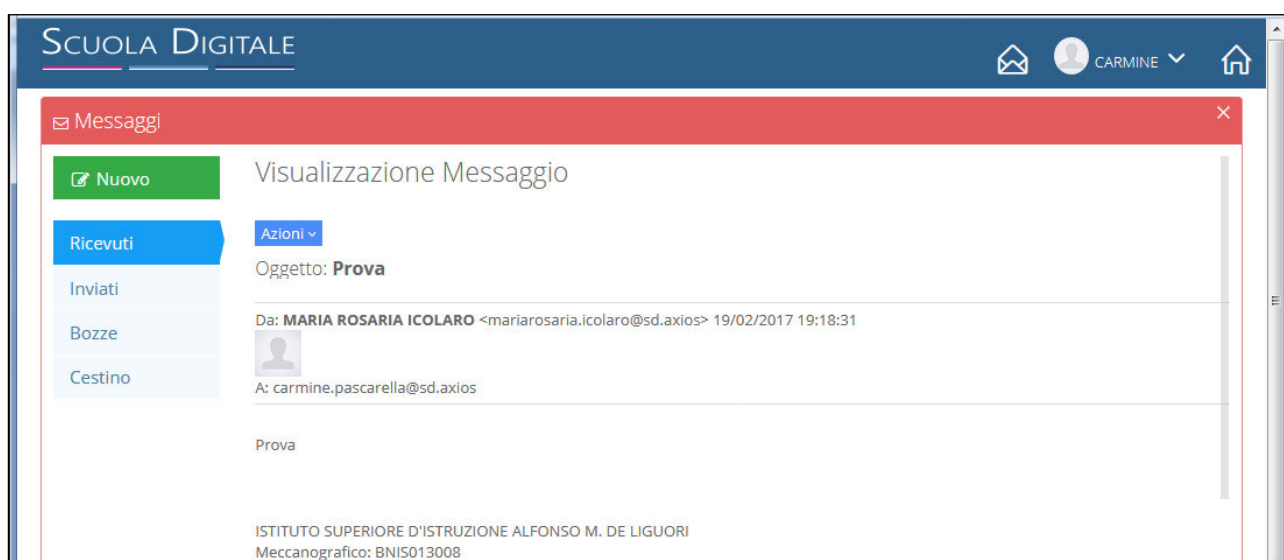 SCUOLA DIGITALE
CARMINE
Messaggi
Nuovo
Ricevuti
Inviati
Bozze
Cestino
Visualizzazione Messaggio
Azioni
Oggetto: Prova
Da: MARIA ROSARIA ICOLARO <mariarosaria.icolaro@sd.axios> 19/02/2017 19:18:31
A: carmine.pascarella@sd.axios
Prova
ISTITUTO SUPERIORE D'ISTRUZIONE ALFONSO M. DE LIGUORI
Meccanografico: BNIS013008